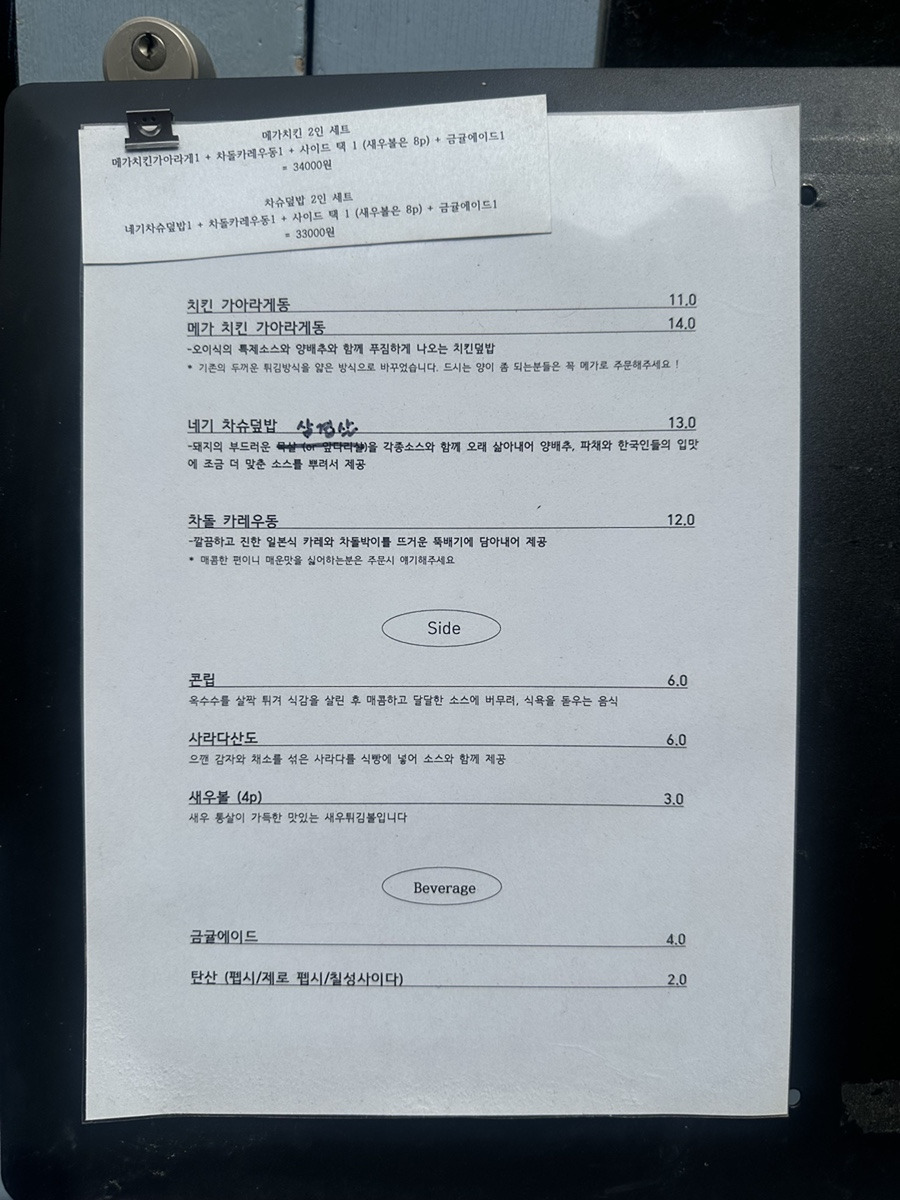 메가치킨 2인 세트
메가치킨가아라게1 + 차돌카레우동1 + 사이드 택 1 (새우볼은 8p) + 금귤에이드1
= 34000원
차슈덮밥 2인 세트
네기차슈덮밥1 + 차돌카레우동1 + 사이드 택 1 (새우볼은 8p) + 금귤에이드1
= 33000원
치킨 가아라게동 11.0
메가 치킨 가아라게동 14.0
-오이식의 특제소스와 양배추와 함께 푸짐하게 나오는 치킨덮밥
* 기존의 두꺼운 튀김방식을 얇은 방식으로 바꾸었습니다. 드시는 양이 좀 되는분들은 꼭 메가로 주문해주세요 !
네기 차슈덮밥 삼겹살 13.0
-돼지의 부드러운 목살 (or 앞다리살)을 각종소스와 함께 오래 삶아내어 양배추, 파채와 한국인들의 입맛
에 조금 더 맞춘 소스를 뿌려서 제공
차돌 카레우동 12.0
-깔끔하고 진한 일본식 카레와 차돌박이를 뜨거운 뚝배기에 담아내어 제공
* 매콤한 편이니 매운맛을 싫어하는분은 주문시 얘기해주세요
Side
콘립 6.0
옥수수를 살짝 튀겨 식감을 살린 후 매콤하고 달달한 소스에 버무려, 식욕을 돋우는 음식
사라다산도 6.0
으깬 감자와 채소를 섞은 사라다를 식빵에 넣어 소스와 함께 제공
새우볼 (4p) 3.0
새우 통살이 가득한 맛있는 새우튀김볼입니다
Beverage
금귤에이드 4.0
탄산 (펩시/제로 펩시/칠성사이다) 2.0